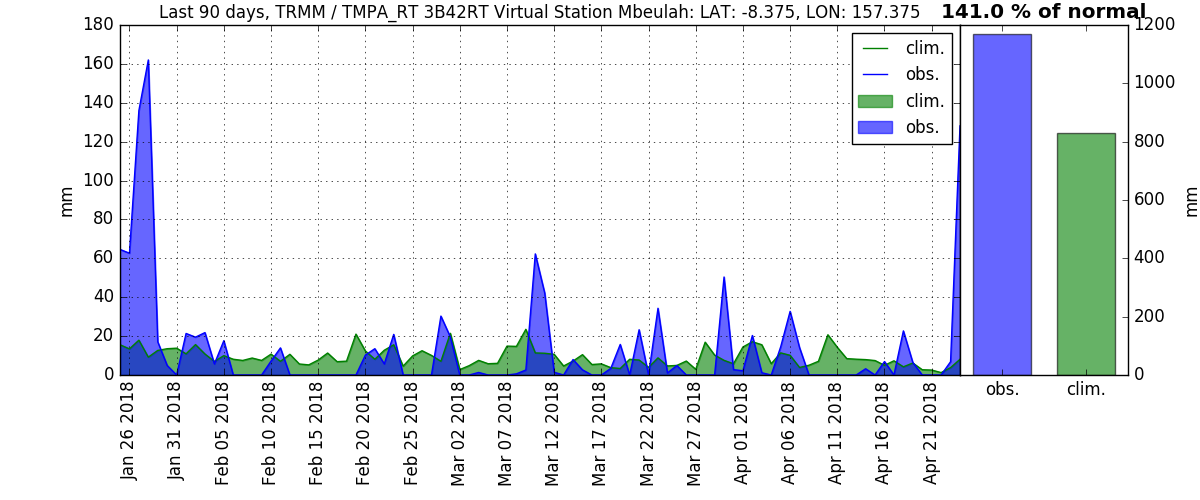 Last 90 days, TRMM / TMPA_RT 3B42RT Virtual Station Mbeulah: LAT: -8.375, LON: 157.375
141.0 % of normal
180
160
140
120
100
80
60
40
20
0
mm
clim.
obs.
clim.
obs.
1200
1000
800
600
400
200
0
mm
obs.
clim.
Jan 26 2018
Jan 31 2018
Feb 05 2018
Feb 10 2018
Feb 15 2018
Feb 20 2018
Feb 25 2018
Mar 02 2018
Mar 07 2018
Mar 12 2018
Mar 17 2018
Mar 22 2018
Mar 27 2018
Apr 01 2018
Apr 06 2018
Apr 11 2018
Apr 16 2018
Apr 21 2018